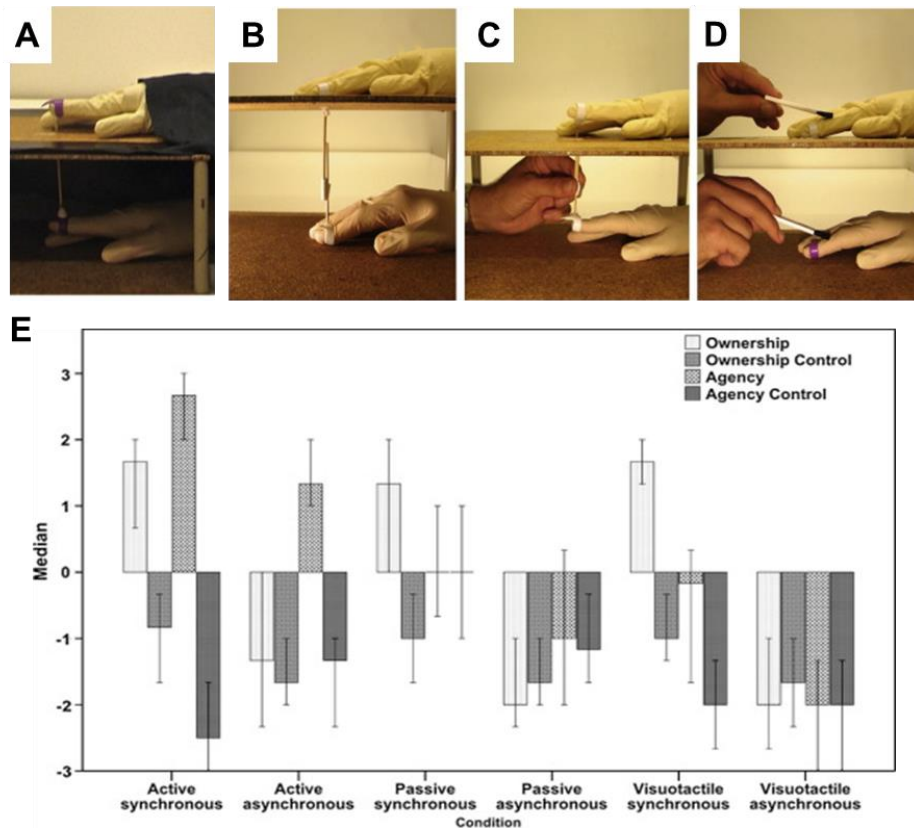 A
B
C
D
E
Ownership
Ownership Control
Agency
Agency Control
3
2
1
0
-1
-2
-3
Median
Active synchronous
Active asynchronous
Passive synchronous
Passive asynchronous
Visuotactile synchronous
Visuotactile asynchronous
Condition